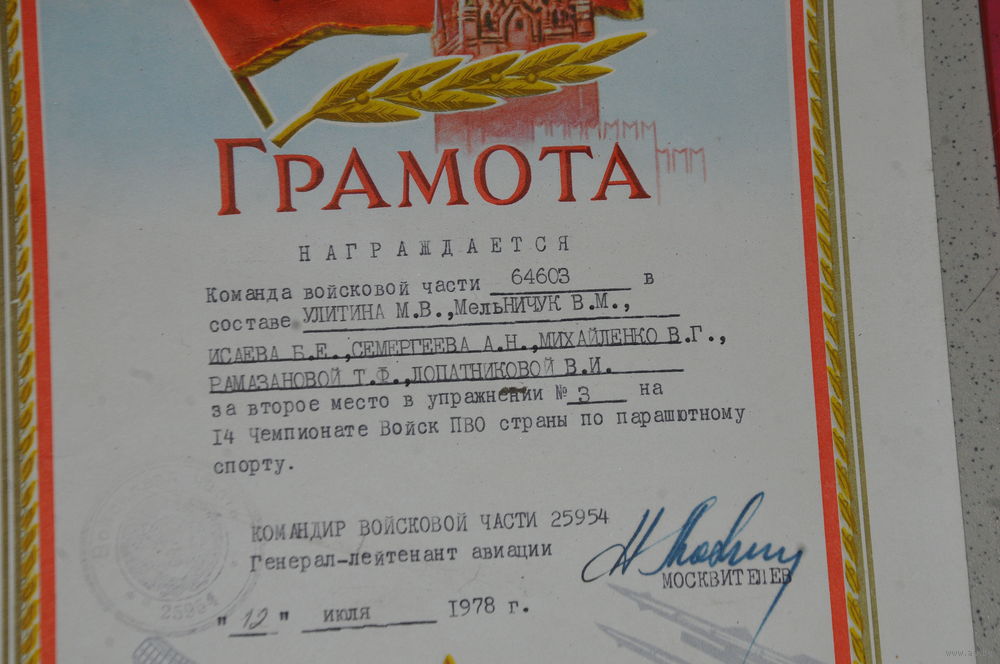 ГРАМОТА
НАГРАЖДАЕТСЯ
Команда войсковой части 64603 в
составе УЛИТИНА М.В., МЕЛЬНИЧУК В.М.,
ИСАЕВА Б.Е., СЕМЕРГЕЕВА А.Н., МИХАЙЛЕНКО В.Г.,
РАМАЗАНОВОЙ Т.Ф., ЛОПАТНИКОВОЙ В.И.
за второе место в упражнении № 3 на
14 Чемпионате Войск ПВО страны по парашютному
спорту.
КОМАНДИР ВОЙСКОВОЙ ЧАСТИ 25954
Генерал-лейтенант авиации
МОСКВИТЕЛЕВ
25954
"12" июля 1978 г.